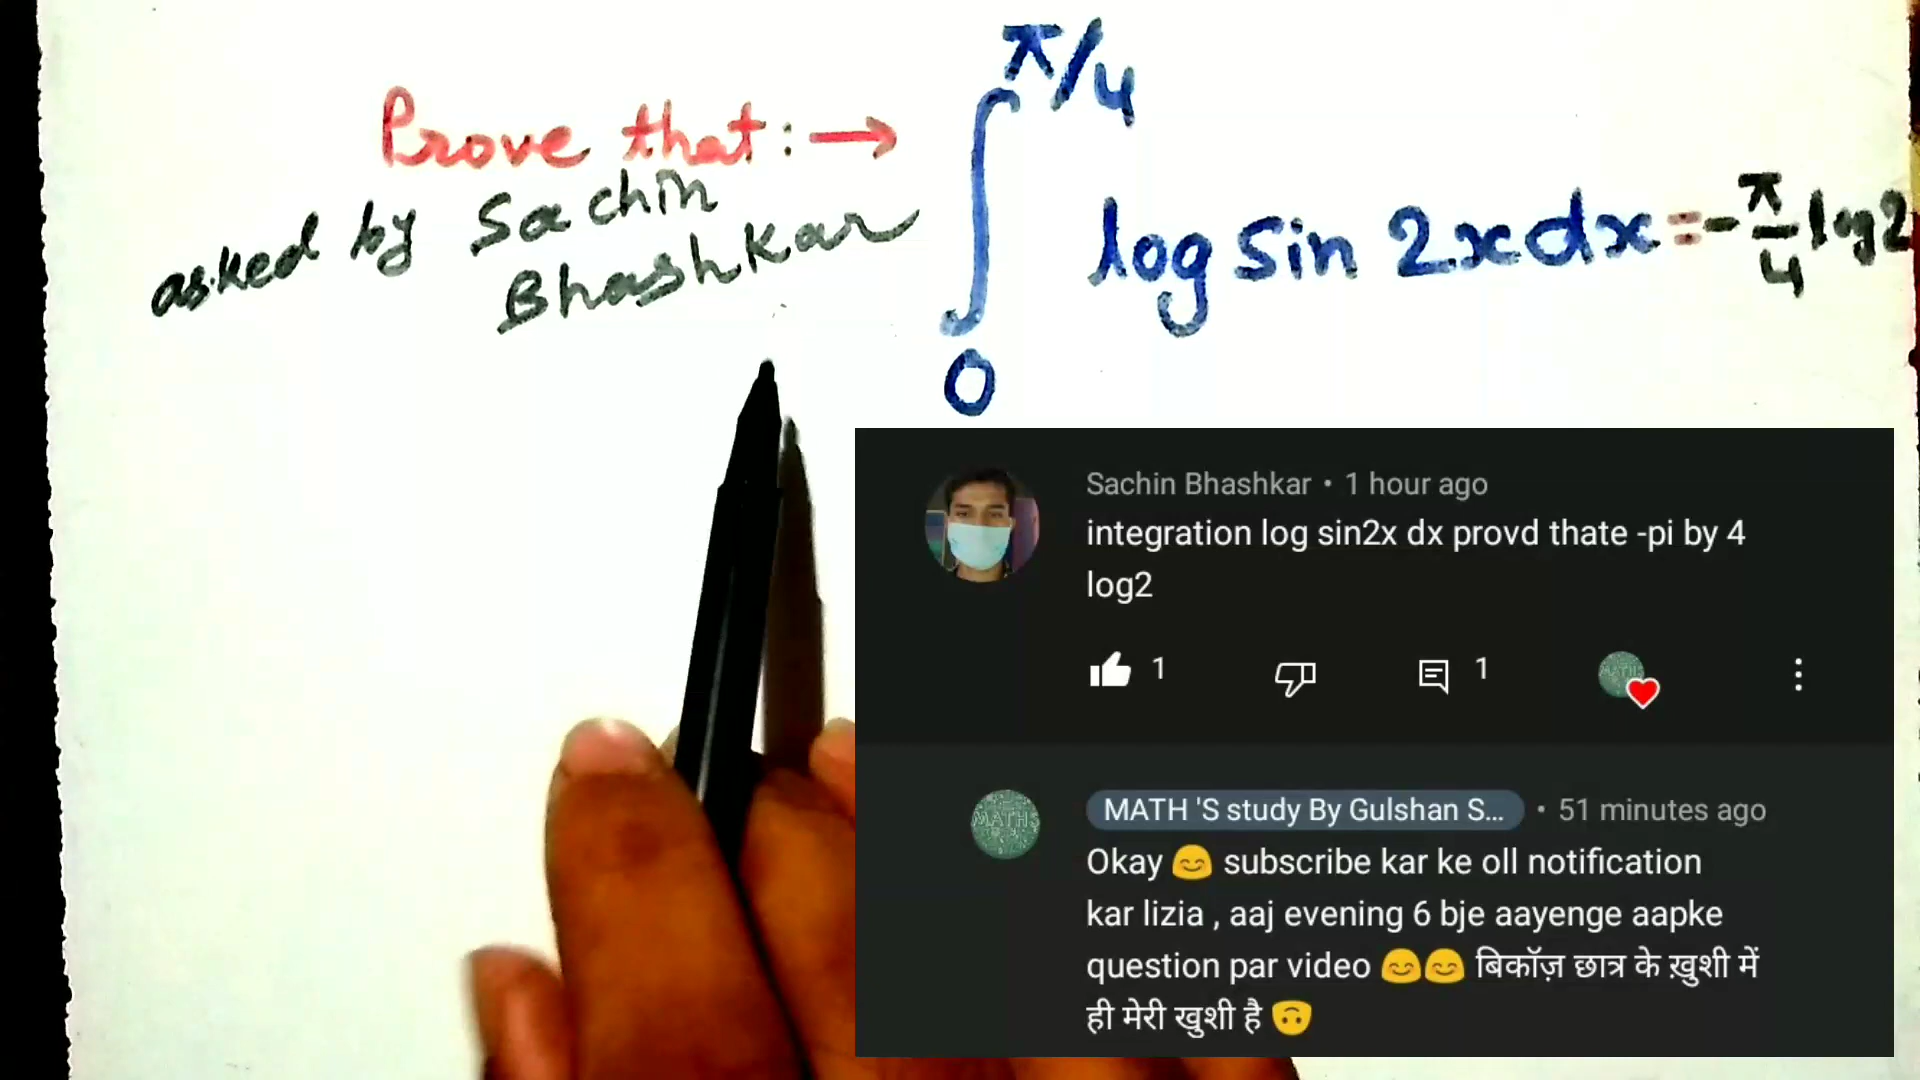 Prove that :→
asked by Sachin
Bhashkar
π/4
∫ log sin 2x dx = -π/4 log2
0
Sachin Bhashkar • 1 hour ago
integration log sin2x dx provd thate -pi by 4
log2
1
1
MATHS
MATHS
MATH 'S study By Gulshan S... • 51 minutes ago
Okay 😊 subscribe kar ke oll notification
kar lizia , aaj evening 6 bje aayenge aapke
question par video 😊😊 बिकॉज़ छात्र के ख़ुशी में
ही मेरी खुशी है 🙃